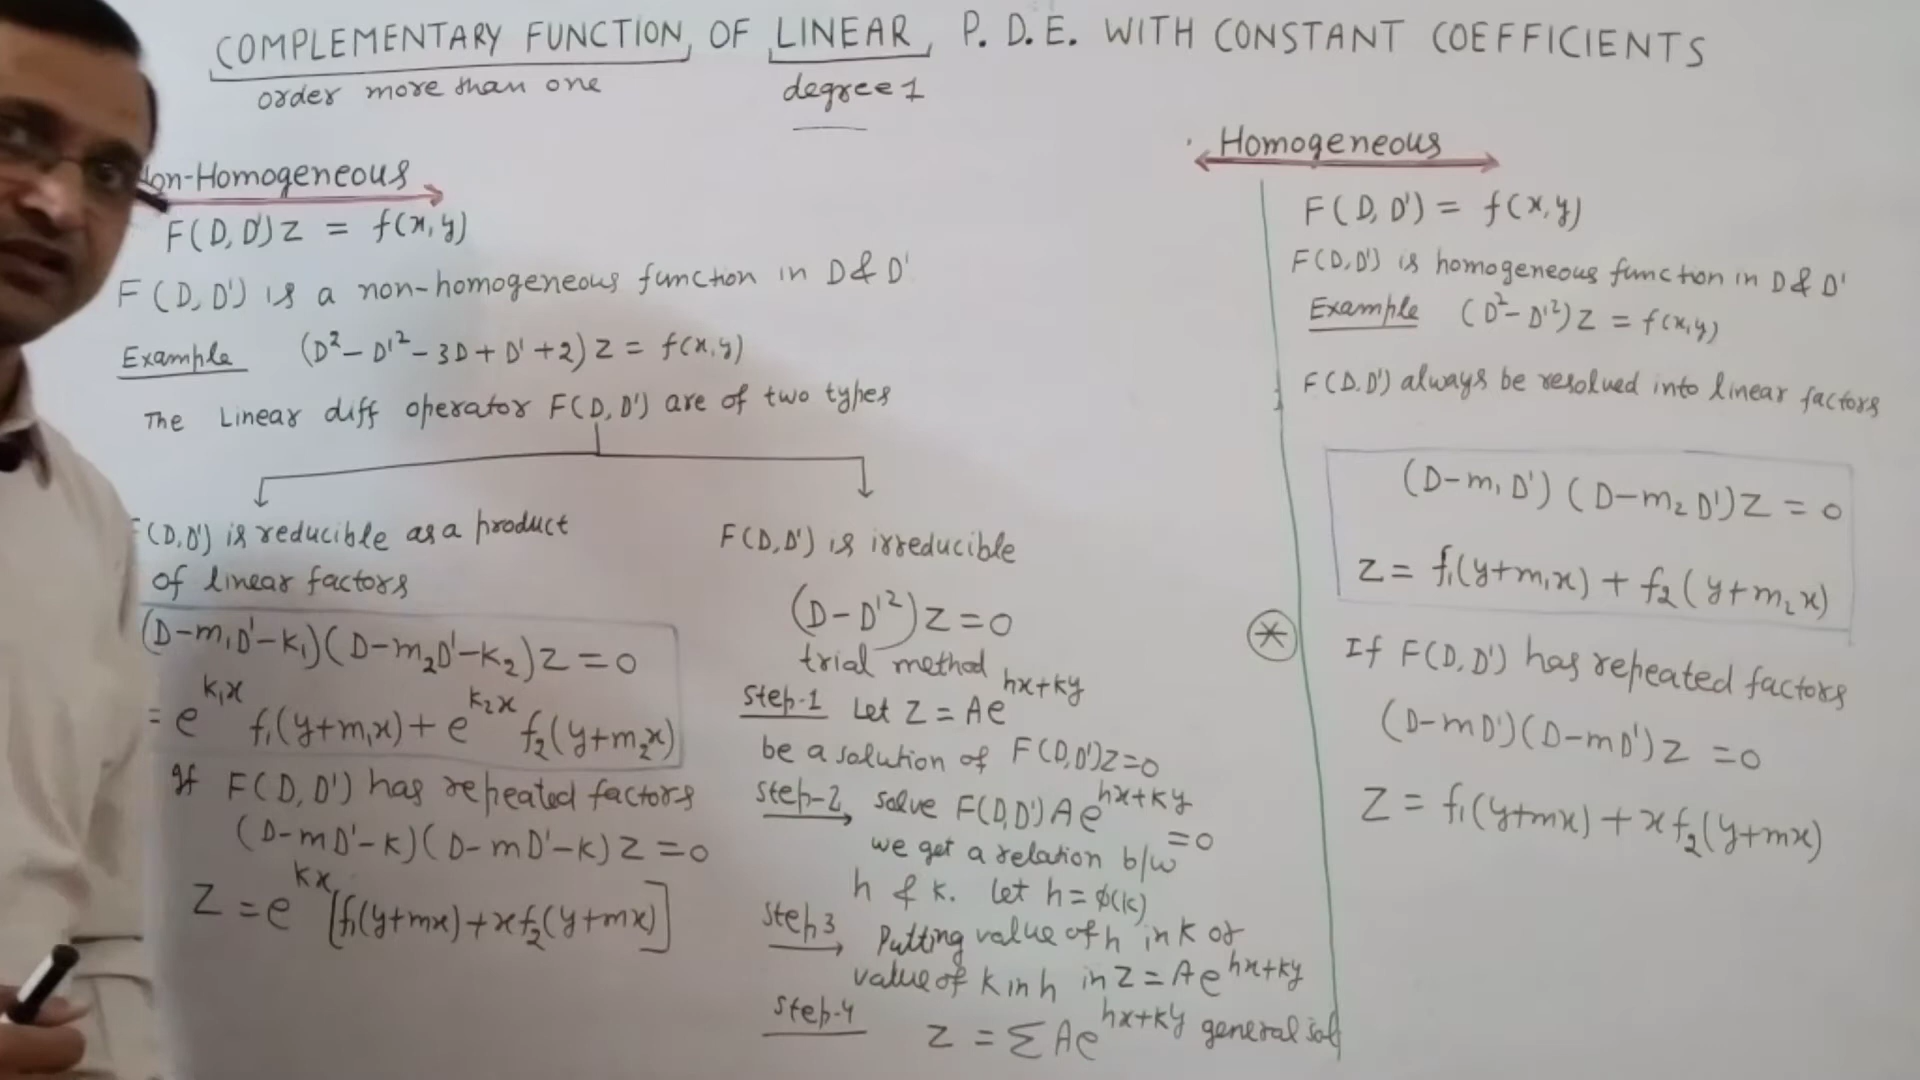 COMPLEMENTARY FUNCTION OF LINEAR P. D. E. WITH CONSTANT COEFFICIENTS
order more than one
degree 1
Non-Homogeneous
F(D, D')Z = f(x,y)
F(D, D') is a non-homogeneous function in D & D'
Example (D² - D'² - 3D + D' + 2) Z = f(x,y)
The Linear diff operator F(D, D') are of two types
F(D,D') is reducible as a product
of linear factors
(D-m₁D'-k₁)(D-m₂D'-k₂)Z = 0
= e^{k₁x} f₁(y+m₁x) + e^{k₂x} f₂(y+m₂x)
If F(D, D') has repeated factors
(D-mD'-k)(D-mD'-k)Z = 0
Z = e^{kx} [f₁(y+mx) + x f₂(y+mx)]
F(D,D') is irreducible
(D-D'²)Z = 0
trial method
Step-1 Let Z = Ae^{hx+ky}
be a solution of F(D,D')Z=0
Step-2 solve F(D,D') Ae^{hx+ky} = 0
we get a relation b/w
h & k. Let h = φ(k)
Step 3 Putting value of h in k or
value of k in h in Z = Ae^{hx+ky}
Step-4 Z = ΣAe^{hx+ky} general sol
Homogeneous
F(D, D') = f(x,y)
F(D,D') is homogeneous function in D & D'
Example (D² - D'²)Z = f(x,y)
F(D.D') always be resolved into linear factors
(D-m₁D')(D-m₂D')Z = 0
Z = f₁(y+m₁x) + f₂(y+m₂x)
* If F(D,D') has repeated factors
(D-mD')(D-mD')Z = 0
Z = f₁(y+mx) + x f₂(y+mx)